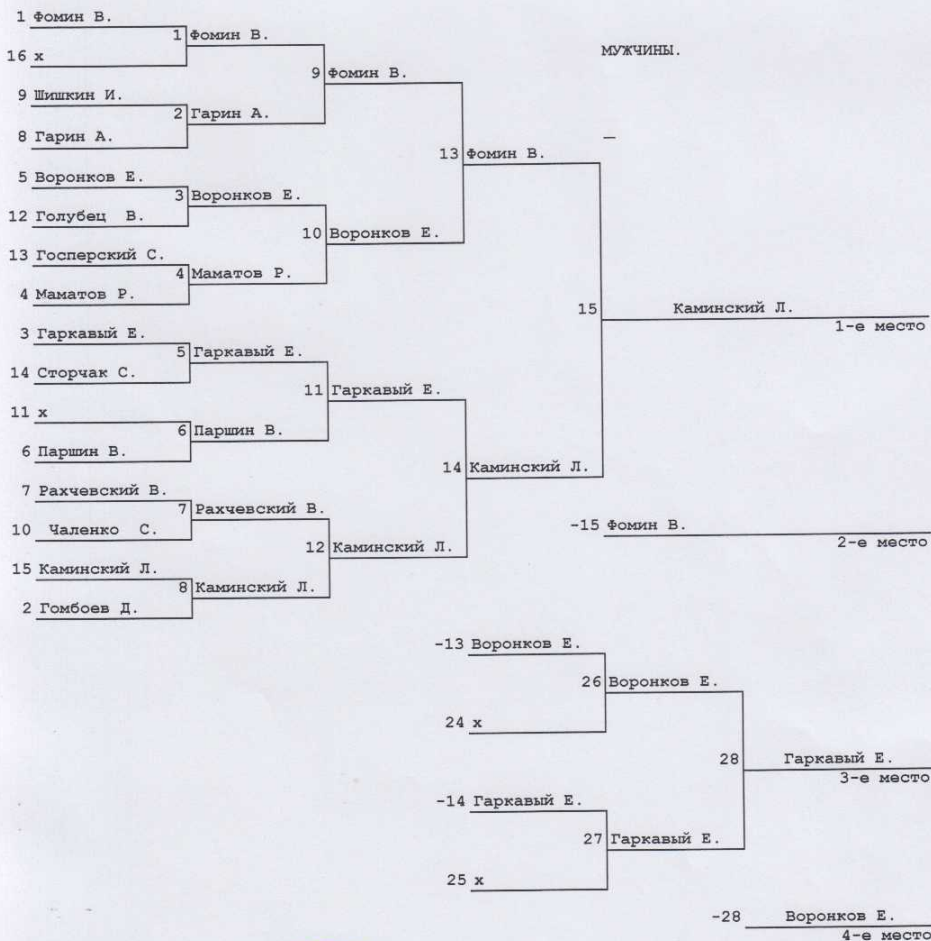 1 Фомин В.
1 Фомин В.
МУЖЧИНЫ.
16 х
9 Фомин В.
9 Шишкин И.
2 Гарин А.
8 Гарин А.
13 Фомин В.
5 Воронков Е.
3 Воронков Е.
12 Голубец В.
10 Воронков Е.
13 Госперский С.
4 Маматов Р.
4 Маматов Р.
15 Каминский Л.
1-е место
3 Гаркавый Е.
5 Гаркавый Е.
14 Сторчак С.
11 Гаркавый Е.
11 х
6 Паршин В.
6 Паршин В.
14 Каминский Л.
7 Рахчевский В.
7 Рахчевский В.
10 Чаленко С.
-15 Фомин В.
2-е место
12 Каминский Л.
15 Каминский Л.
8 Каминский Л.
2 Гомбоев Д.
-13 Воронков Е.
26 Воронков Е.
24 х
28 Гаркавый Е.
3-е место
-14 Гаркавый Е.
27 Гаркавый Е.
25 х
-28 Воронков Е.
4-е место